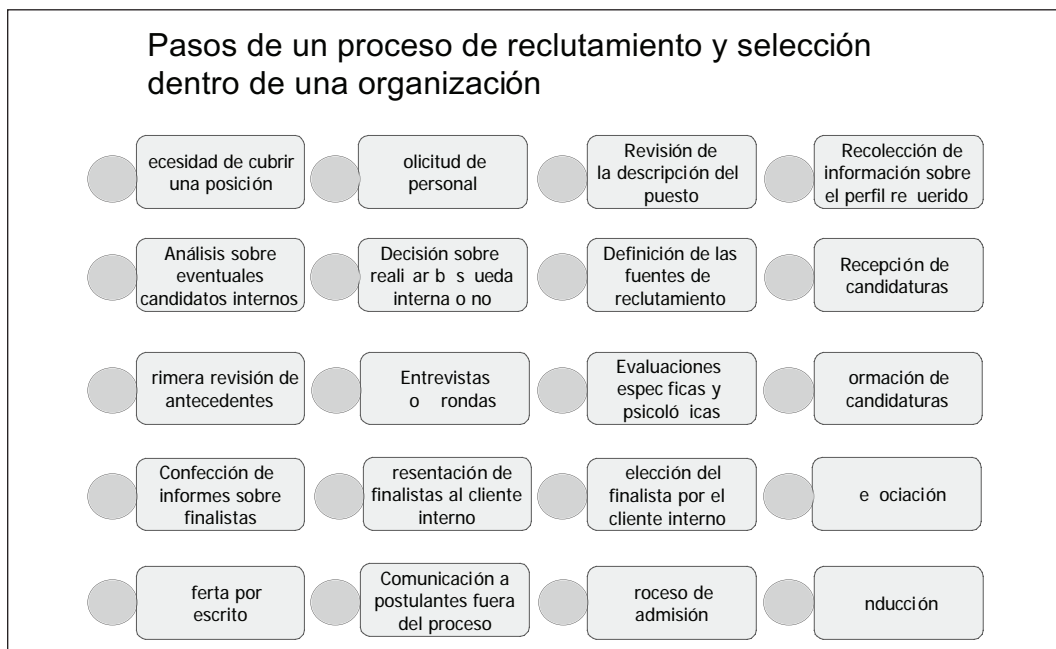 Pasos de un proceso de reclutamiento y selección
dentro de una organización
ecesidad de cubrir
una posición
olicitud de
personal
Revisión de
la descripción del
puesto
Recolección de
información sobre
el perfil re uerido
Análisis sobre
eventuales
candidatos internos
Decisión sobre
reali ar b s ueda
interna o no
Definición de las
fuentes de
reclutamiento
Recepción de
candidaturas
rimera revisión de
antecedentes
Entrevistas
o rondas
Evaluaciones
espec ficas y
psicoló icas
ormación de
candidaturas
Confección de
informes sobre
finalistas
resentación de
finalistas al cliente
interno
elección del
finalista por el
cliente interno
e ociación
ferta por
escrito
Comunicación a
postulantes fuera
del proceso
roceso de
admisión
nducción